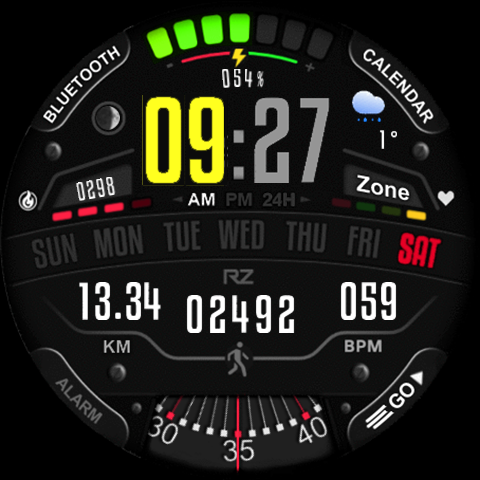 - +
054%
BLUETOOTH
CALENDAR
09:27
1°
0298
Zone
AM PM 24H
SUN MON TUE WED THU FRI SAT
RZ
13.34 02492 059
KM BPM
ALARM
GO
30 35 40